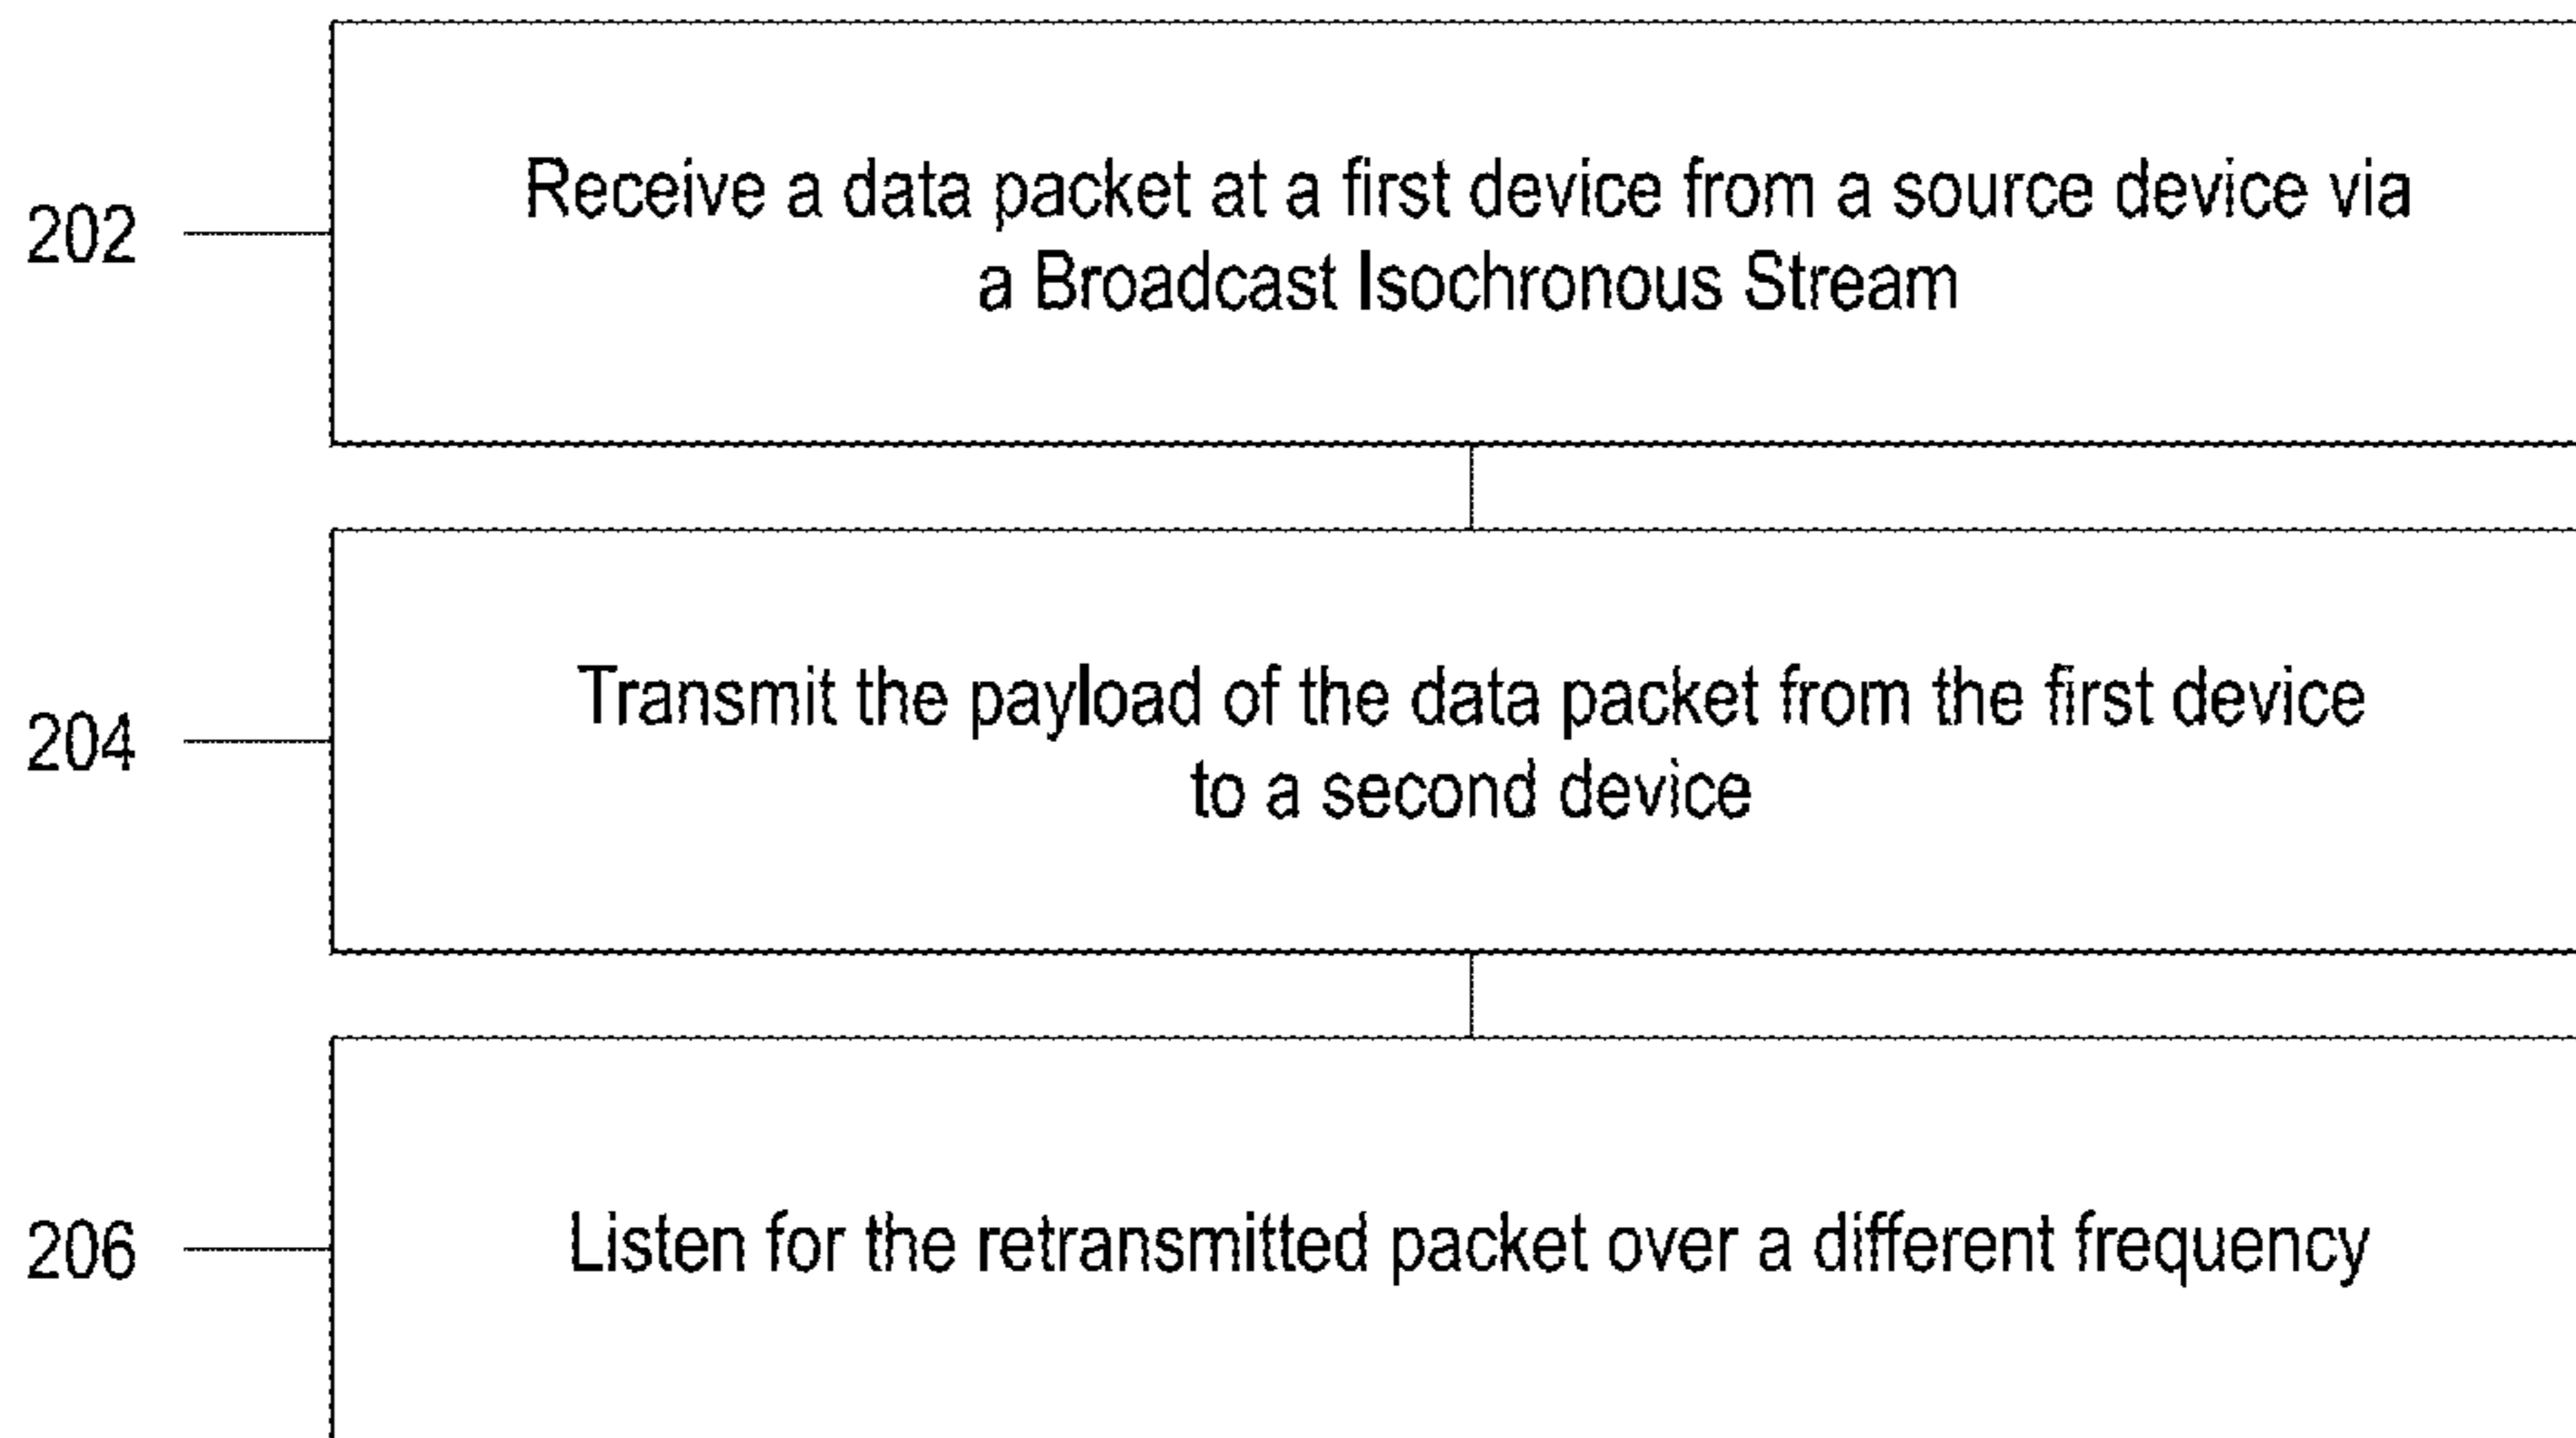 202
Receive a data packet at a first device from a source device via
a Broadcast Isochronous Stream
204
Transmit the payload of the data packet from the first device
to a second device
206
Listen for the retransmitted packet over a different frequency